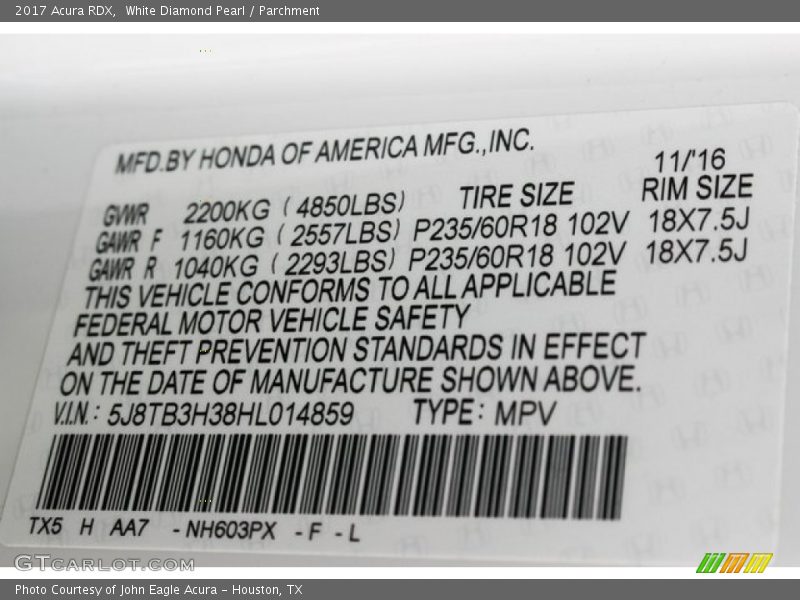 2017 Acura RDX,  White Diamond Pearl / Parchment
MFD.BY HONDA OF AMERICA MFG.,INC.
11/'16
GVWR 2200KG ( 4850LBS) TIRE SIZE RIM SIZE
GAWR F 1160KG ( 2557LBS) P235/60R18 102V 18X7.5J
GAWR R 1040KG ( 2293LBS) P235/60R18 102V 18X7.5J
THIS VEHICLE CONFORMS TO ALL APPLICABLE
FEDERAL MOTOR VEHICLE SAFETY
AND THEFT PREVENTION STANDARDS IN EFFECT
ON THE DATE OF MANUFACTURE SHOWN ABOVE.
V.I.N.: 5J8TB3H38HL014859 TYPE: MPV
TX5 H AA7 -NH603PX -F -L
GTcarlot.com
Photo Courtesy of John Eagle Acura - Houston, TX